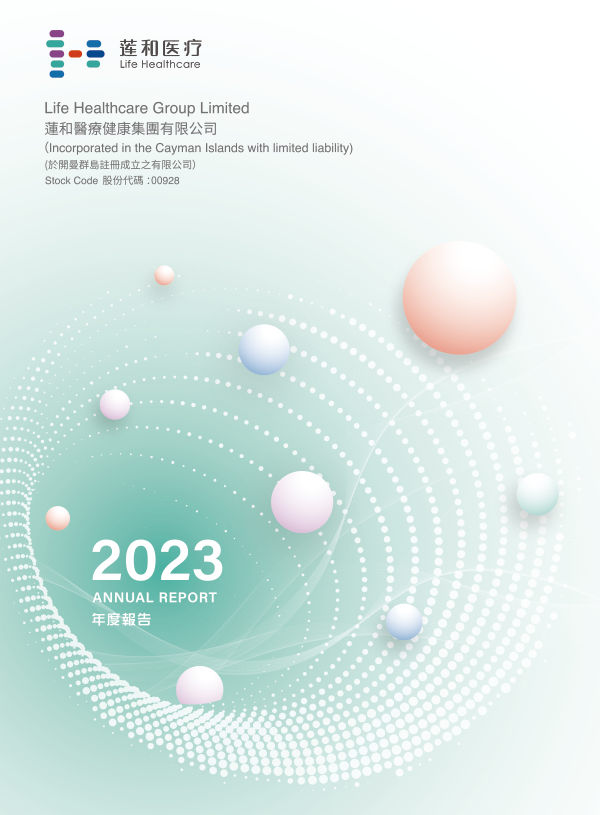 莲和医疗
Life Healthcare
Life Healthcare Group Limited
蓮和醫療健康集團有限公司
(Incorporated in the Cayman Islands with limited liability)
(於開曼群島註冊成立之有限公司)
Stock Code 股份代碼：00928
2023
ANNUAL REPORT
年度報告